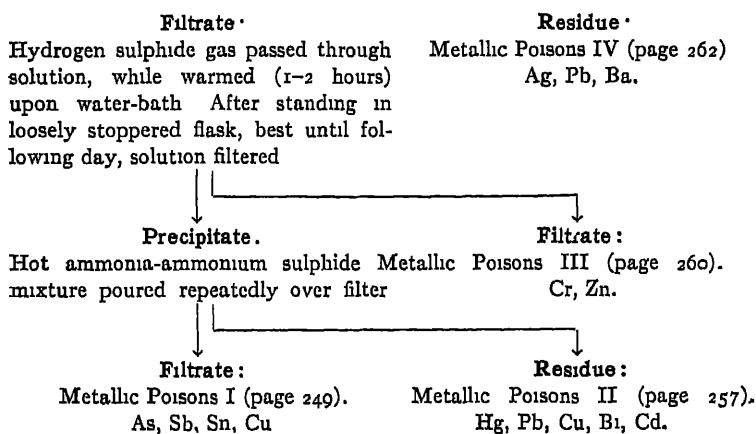 Filtrate·
Hydrogen sulphide gas passed through
solution, while warmed (1–2 hours)
upon water-bath After standing in
loosely stoppered flask, best until fol-
lowing day, solution filtered
Residue·
Metallic Poisons IV (page 262)
Ag, Pb, Ba.
Precipitate.
Hot ammonia-ammonium sulphide
mixture poured repeatedly over filter
Filtrate:
Metallic Poisons III (page 260).
Cr, Zn.
Filtrate:
Metallic Poisons I (page 249).
As, Sb, Sn, Cu
Residue:
Metallic Poisons II (page 257).
Hg, Pb, Cu, Bi, Cd.